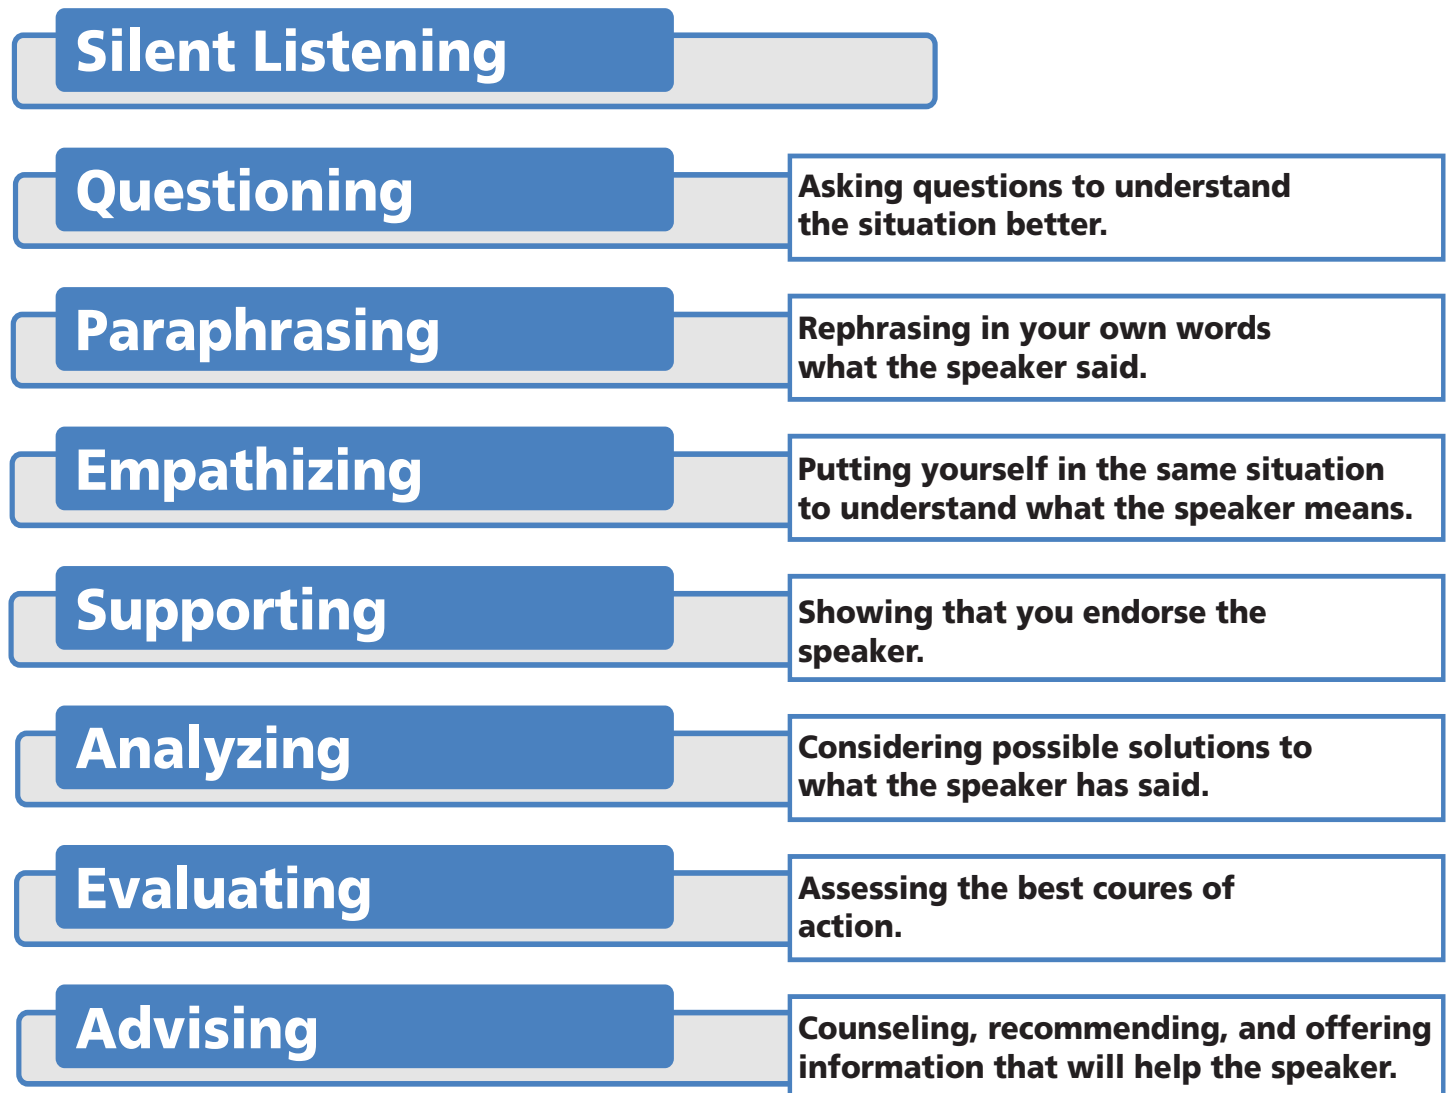 Silent Listening
Questioning
Asking questions to understand
the situation better.
Paraphrasing
Rephrasing in your own words
what the speaker said.
Empathizing
Putting yourself in the same situation
to understand what the speaker means.
Supporting
Showing that you endorse the
speaker.
Analyzing
Considering possible solutions to
what the speaker has said.
Evaluating
Assessing the best coures of
action.
Advising
Counseling, recommending, and offering
information that will help the speaker.